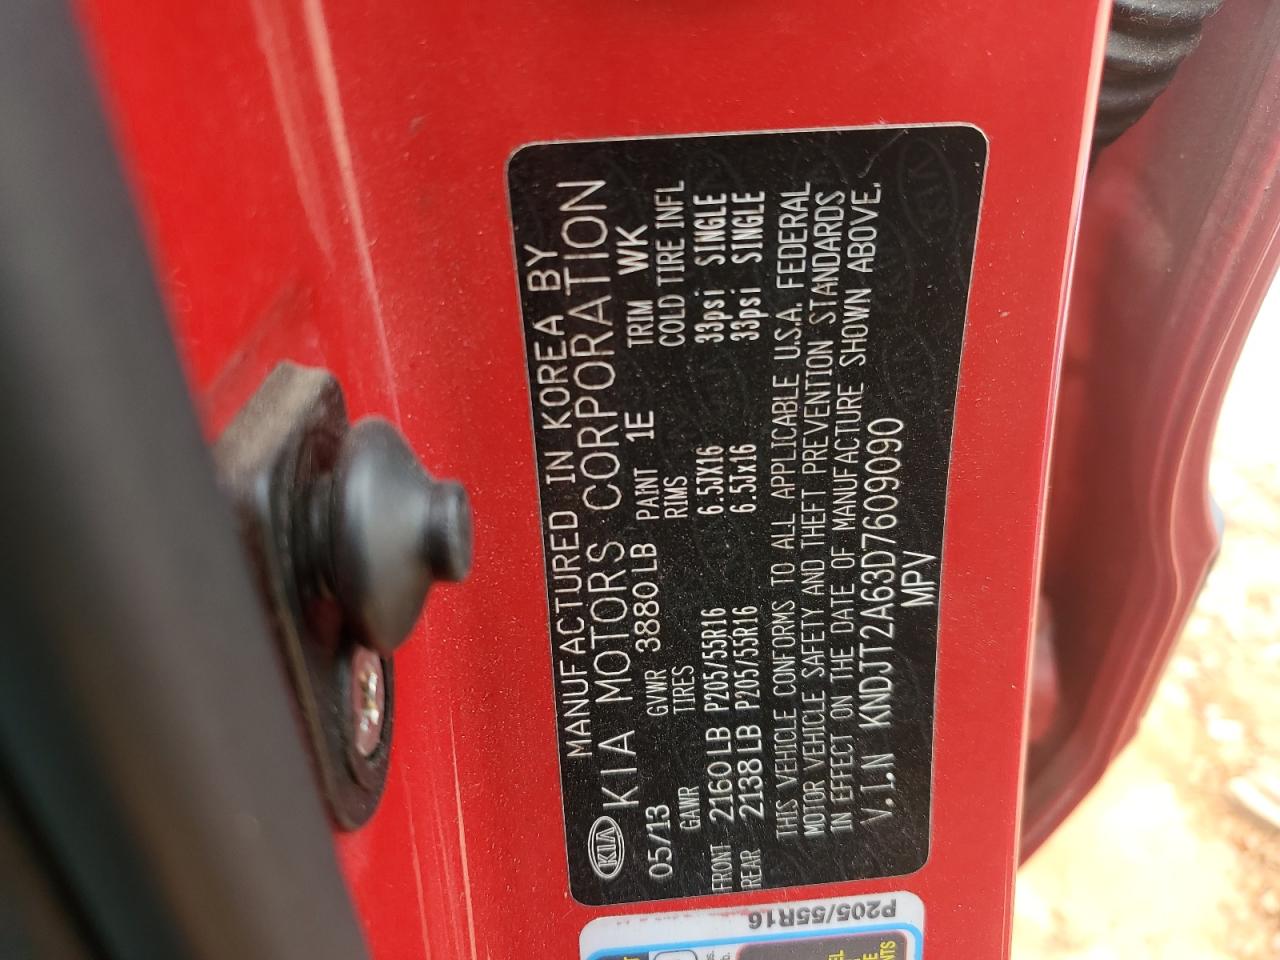 MANUFACTURED IN KOREA BY
KIA KIA MOTORS CORPORATION
05/13 GVWR 3880 LB PAINT 1E TRIM WK
GAWR TIRES RIMS COLD TIRE INFL
FRONT 2160 LB P205/55R16 6.5JX16 33psi SINGLE
REAR 2138 LB P205/55R16 6.5Jx16 33psi SINGLE
THIS VEHICLE CONFORMS TO ALL APPLICABLE U.S.A. FEDERAL
MOTOR VEHICLE SAFETY AND THEFT PREVENTION STANDARDS
IN EFFECT ON THE DATE OF MANUFACTURE SHOWN ABOVE.
V.I.N KNDJT2A63D7609090
MPV
P205/55R16